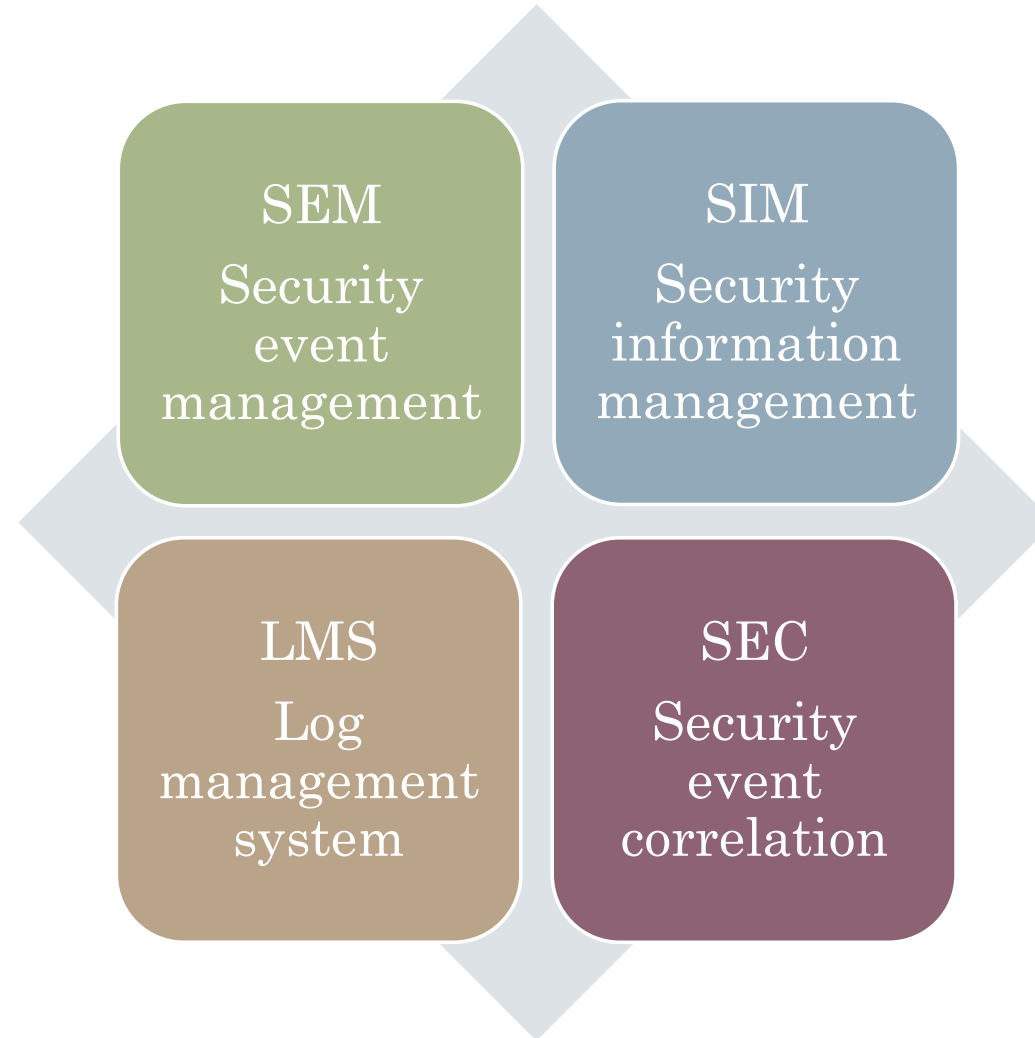 SEM
Security
event
management
SIM
Security
information
management
LMS
Log
management
system
SEC
Security
event
correlation